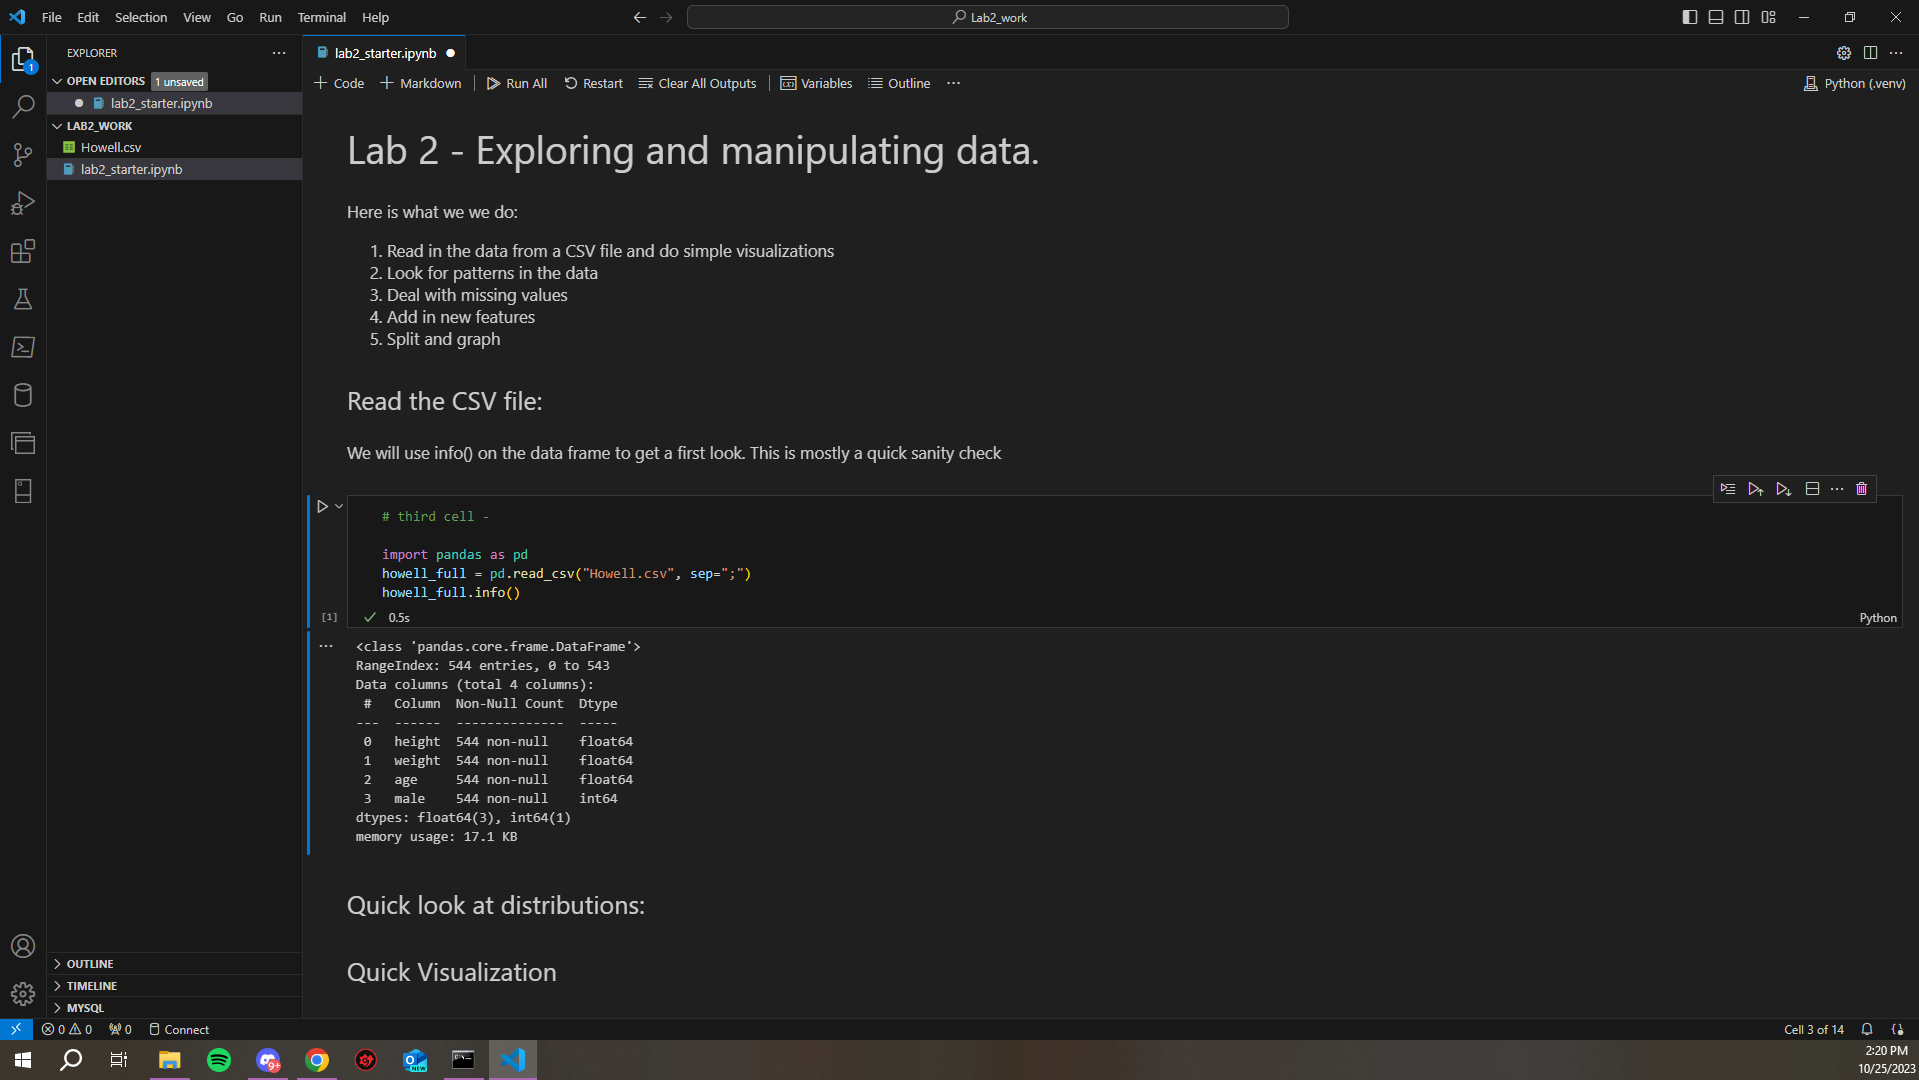 File Edit Selection View Go Run Terminal Help
Lab2_work
EXPLORER
lab2_starter.ipynb
OPEN EDITORS 1 unsaved
+ Code + Markdown Run All Restart Clear All Outputs Variables Outline ...
Python (.venv)
lab2_starter.ipynb
LAB2_WORK
Howell.csv
lab2_starter.ipynb
Lab 2 - Exploring and manipulating data.
Here is what we we do:
1. Read in the data from a CSV file and do simple visualizations
2. Look for patterns in the data
3. Deal with missing values
4. Add in new features
5. Split and graph
Read the CSV file:
We will use info() on the data frame to get a first look. This is mostly a quick sanity check
# third cell -
import pandas as pd
howell_full = pd.read_csv("Howell.csv", sep=";")
howell_full.info()
[1] 0.5s
Python
<class 'pandas.core.frame.DataFrame'>
RangeIndex: 544 entries, 0 to 543
Data columns (total 4 columns):
# Column Non-Null Count Dtype
--- ------ -------------- -----
0 height 544 non-null float64
1 weight 544 non-null float64
2 age 544 non-null float64
3 male 544 non-null int64
dtypes: float64(3), int64(1)
memory usage: 17.1 KB
Quick look at distributions:
Quick Visualization
OUTLINE
TIMELINE
MYSQL
0 0 0 Connect
Cell 3 of 14
1
9+
NEW
2:20 PM
10/25/2023